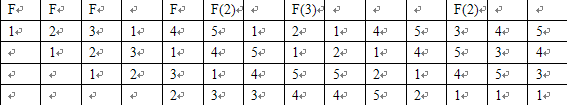 F F F F F(2) F(3) F(2)
1 2 3 1 4 5 1 2 1 4 5 3 4 5
1 2 3 1 4 5 1 2 1 4 5 3 4
1 2 3 1 4 5 5 2 1 4 5 3
2 3 3 4 4 5 2 1 1 1